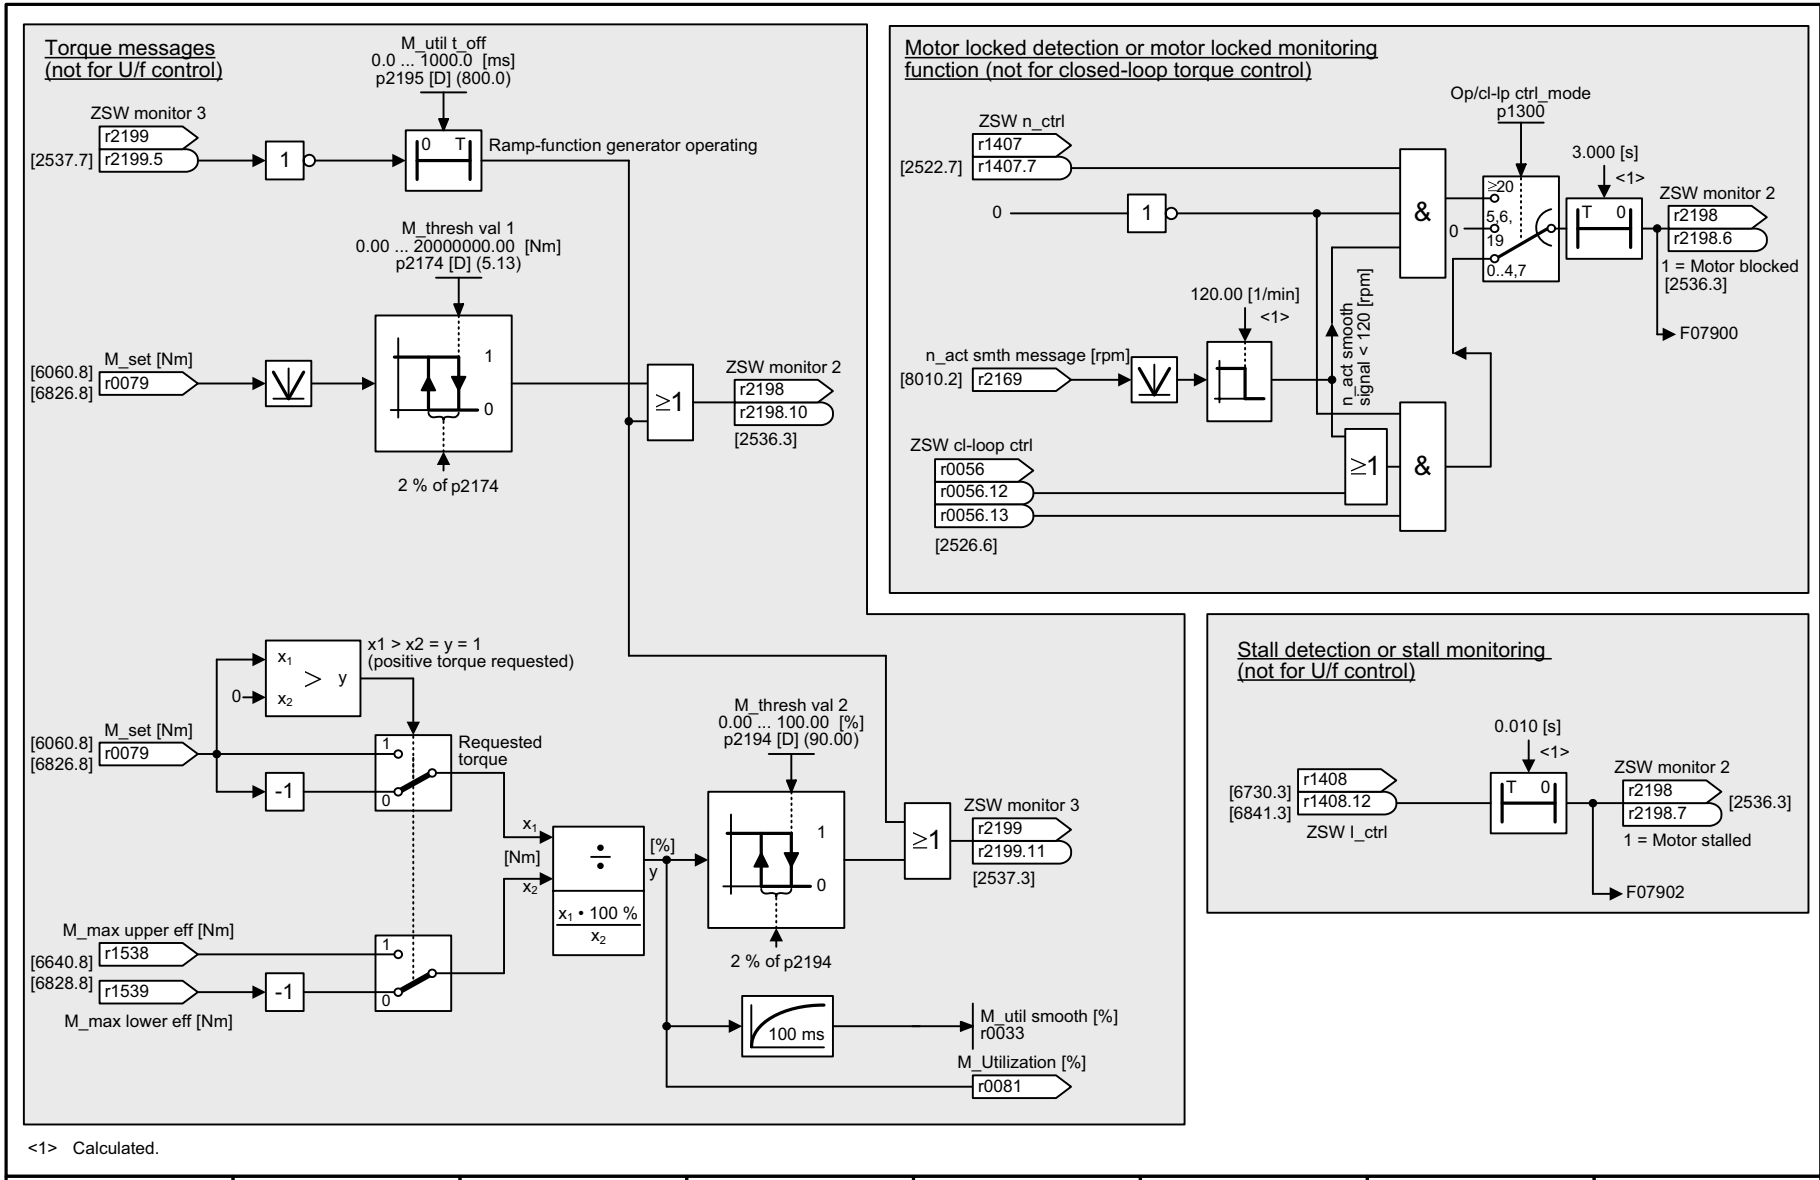 Torque messages
(not for U/f control)
M_util t_off
0.0 ... 1000.0 [ms]
p2195 [D] (800.0)
ZSW monitor 3
r2199
[2537.7]
r2199.5
1
0 T
Ramp-function generator operating
M_thresh val 1
0.00 ... 20000000.00 [Nm]
p2174 [D] (5.13)
[6060.8]
[6826.8]
M_set [Nm]
r0079
1
0
2 % of p2174
≥1
ZSW monitor 2
r2198
r2198.10
[2536.3]
x1 > x2 = y = 1
(positive torque requested)
x₁
> y
0
x₂
M_set [Nm]
[6060.8]
[6826.8]
r0079
-1
1
0
Requested
torque
M_max upper eff [Nm]
[6640.8]
[6828.8]
r1538
r1539
M_max lower eff [Nm]
-1
1
0
x₁
[Nm]
x₂
÷
x₁ • 100 %
x₂
[%]
y
M_thresh val 2
0.00 ... 100.00 [%]
p2194 [D] (90.00)
1
0
2 % of p2194
≥1
ZSW monitor 3
r2199
r2199.11
[2537.3]
100 ms
M_util smooth [%]
r0033
M_Utilization [%]
r0081
Motor locked detection or motor locked monitoring
function (not for closed-loop torque control)
ZSW n_ctrl
r1407
[2522.7]
r1407.7
0
1
&
Op/cl-lp ctrl_mode
p1300
≥20
5,6,
19
0
0..4,7
3.000 [s]
<1>
T 0
ZSW monitor 2
r2198
r2198.6
1 = Motor blocked
[2536.3]
F07900
120.00 [1/min]
<1>
n_act smth message [rpm]
[8010.2]
r2169
n_act smooth
signal < 120 [rpm]
ZSW cl-loop ctrl
r0056
r0056.12
r0056.13
[2526.6]
≥1
&
Stall detection or stall monitoring
(not for U/f control)
0.010 [s]
<1>
[6730.3]
[6841.3]
r1408
r1408.12
ZSW I_ctrl
T 0
ZSW monitor 2
r2198
r2198.7
[2536.3]
1 = Motor stalled
F07902
<1> Calculated.